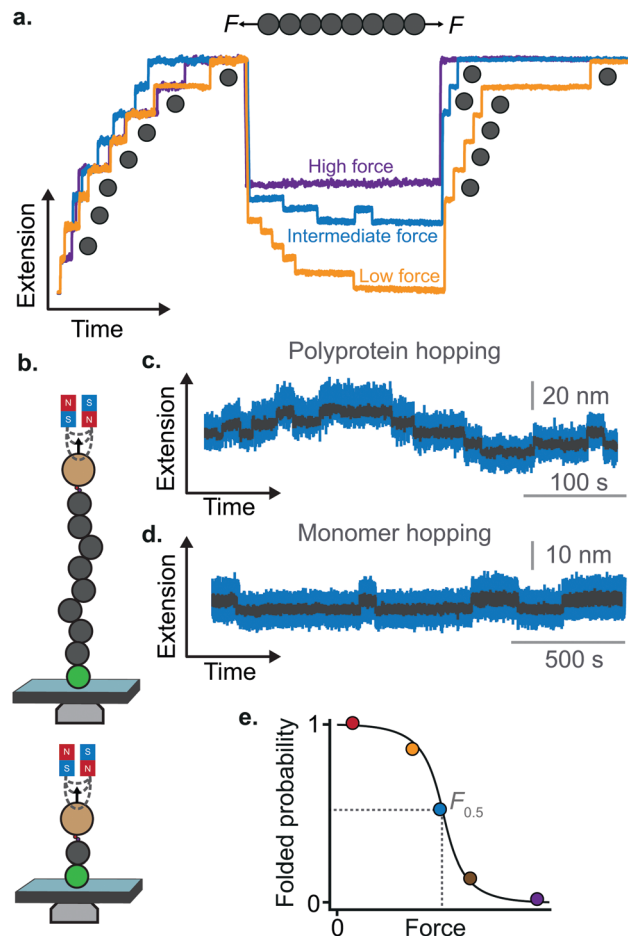 a.
F
F
High force
Intermediate force
Low force
Extension
Time
b.
N S
S N
N S
S N
c.
Polyprotein hopping
20 nm
Extension
Time
100 s
d.
Monomer hopping
10 nm
Extension
Time
500 s
e.
Folded probability
1
0
F0.5
0
Force